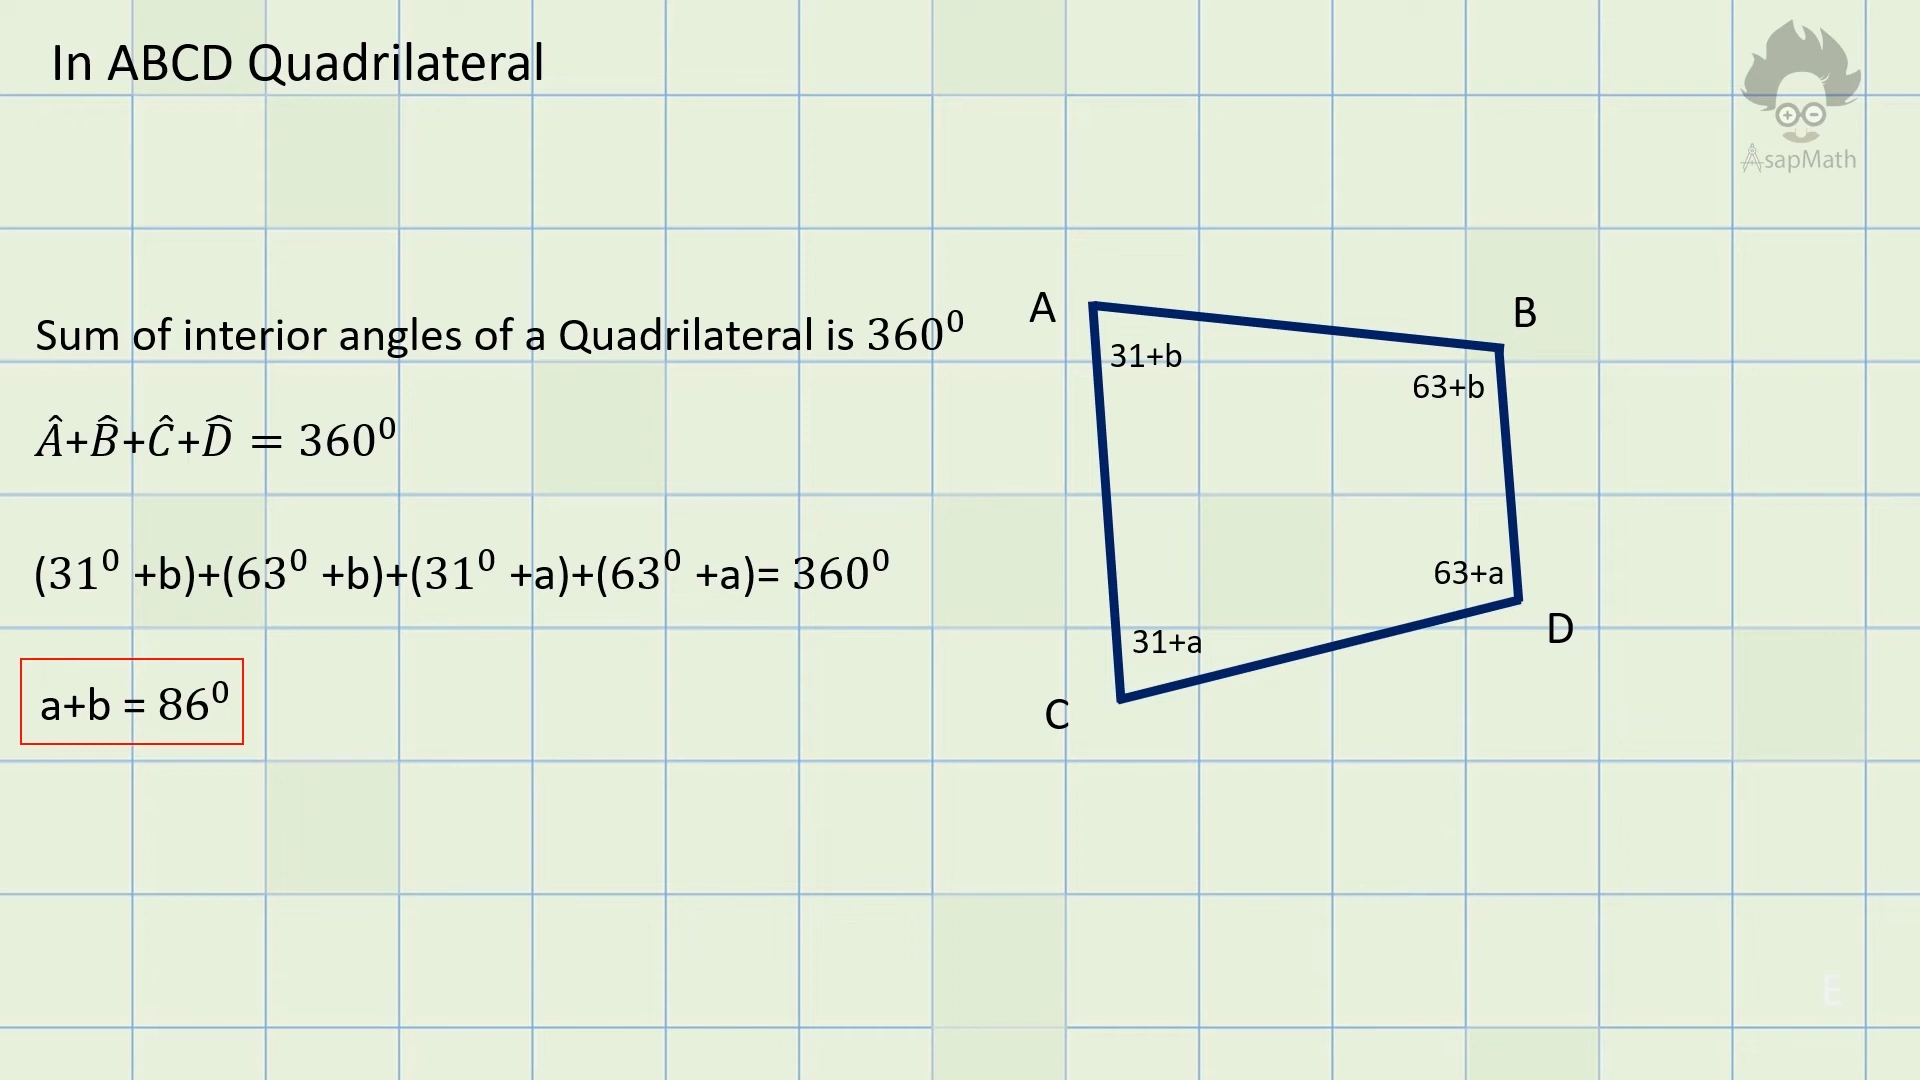 In ABCD Quadrilateral
AsapMath
Sum of interior angles of a Quadrilateral is 360⁰
Â+B̂+Ĉ+D̂ = 360⁰
(31⁰ +b)+(63⁰ +b)+(31⁰ +a)+(63⁰ +a)= 360⁰
a+b = 86⁰
A
B
31+b
63+b
63+a
D
31+a
C
E